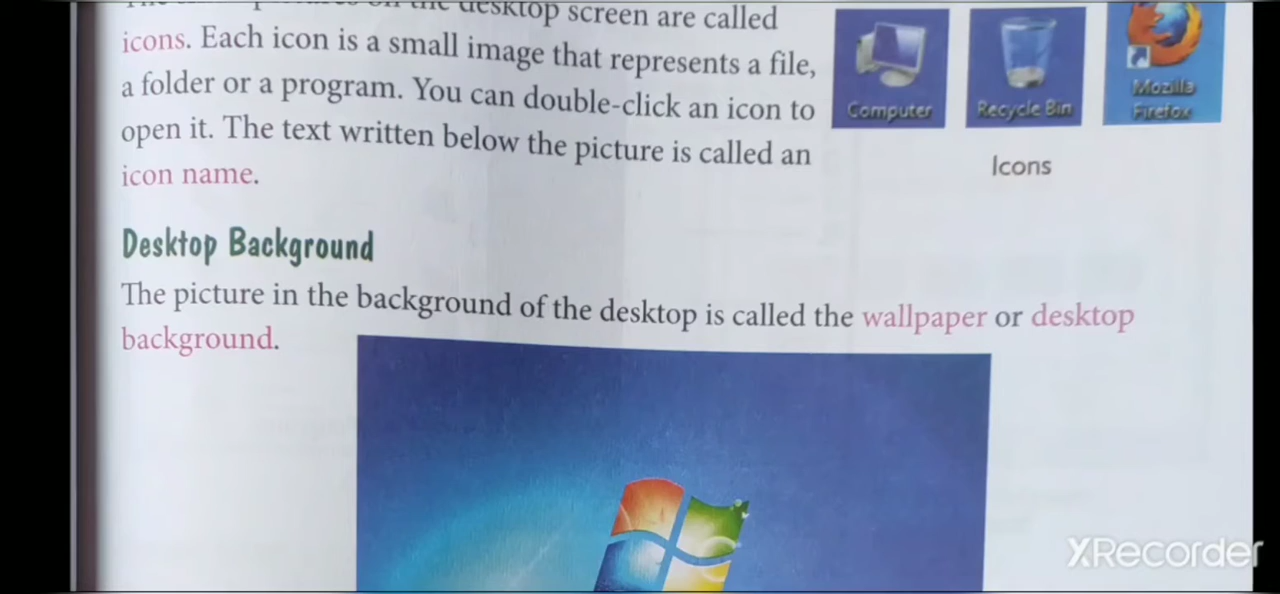 the desktop screen are called
icons. Each icon is a small image that represents a file,
a folder or a program. You can double-click an icon to
open it. The text written below the picture is called an
icon name.
Computer
Recycle Bin
Mozilla
Firefox
Icons
Desktop Background
The picture in the background of the desktop is called the wallpaper or desktop
background.
XRecorder